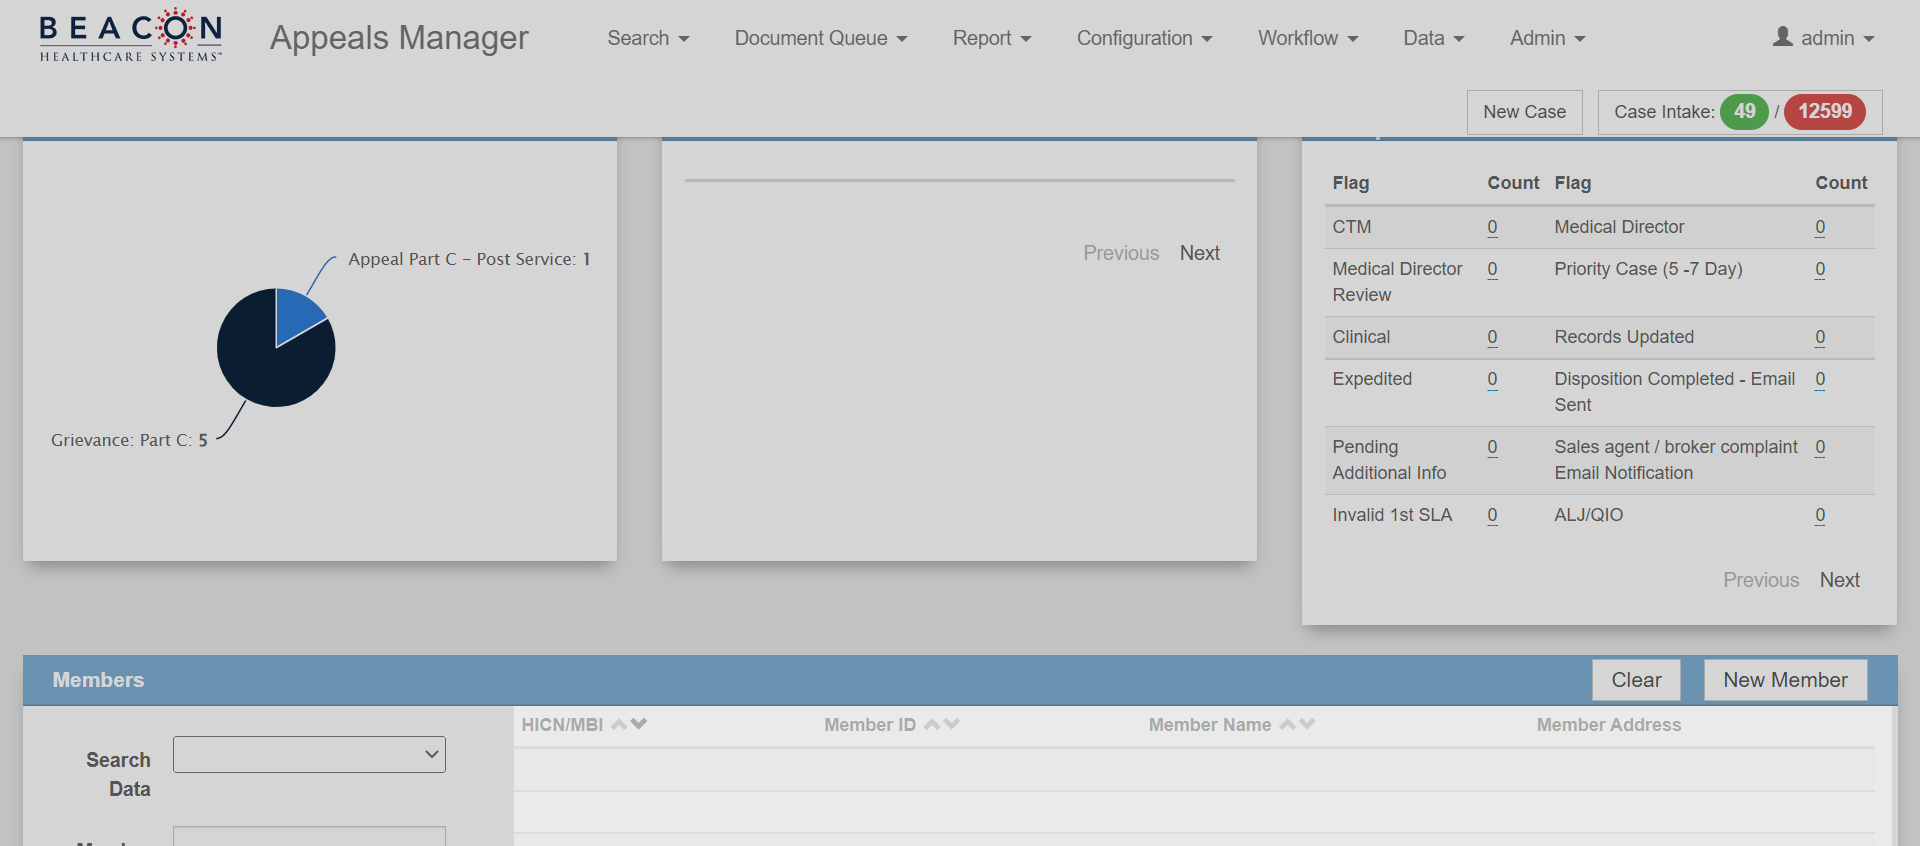 BEACON
HEALTHCARE SYSTEMS
Appeals Manager
Search
Document Queue
Report
Configuration
Workflow
Data
Admin
admin
New Case
Case Intake: 49 / 12599
Appeal Part C - Post Service: 1
Grievance: Part C: 5
Previous Next
Flag Count Flag Count
CTM 0 Medical Director 0
Medical Director Review 0 Priority Case (5 -7 Day) 0
Clinical 0 Records Updated 0
Expedited 0 Disposition Completed - Email Sent 0
Pending Additional Info 0 Sales agent / broker complaint Email Notification 0
Invalid 1st SLA 0 ALJ/QIO 0
Previous Next
Members
Clear
New Member
Search Data
HICN/MBI Member ID Member Name Member Address